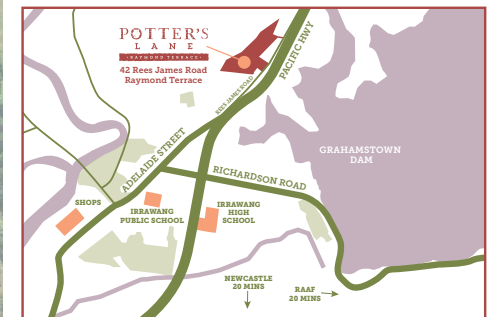 POTTER'S
LANE
RAYMOND TERRACE
42 Rees James Road
Raymond Terrace
REES JAMES ROAD
PACIFIC HWY
GRAHAMSTOWN
DAM
ADELAIDE STREET
RICHARDSON ROAD
SHOPS
IRRAWANG
PUBLIC SCHOOL
IRRAWANG
HIGH
SCHOOL
NEWCASTLE
20 MINS
RAAF
20 MINS